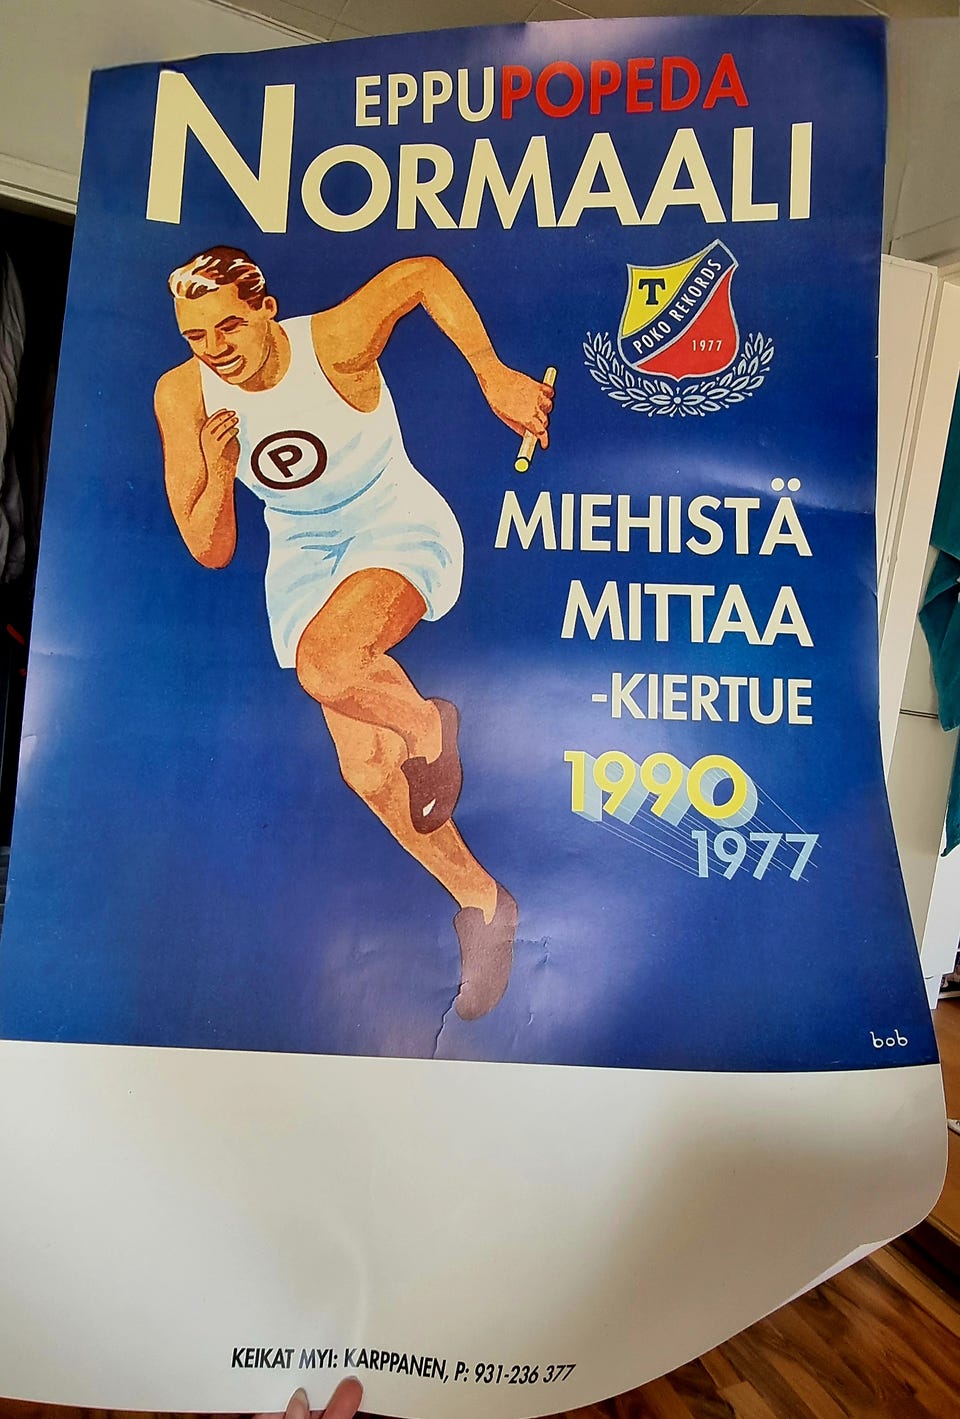 EPPUPOPEDA
NORMAALI
T
POKO REKORDS
1977
P
MIEHISTÄ
MITTAA
-KIERTUE
1990
1977
bob
KEIKAT MYI: KARPPANEN, P: 931-236 377